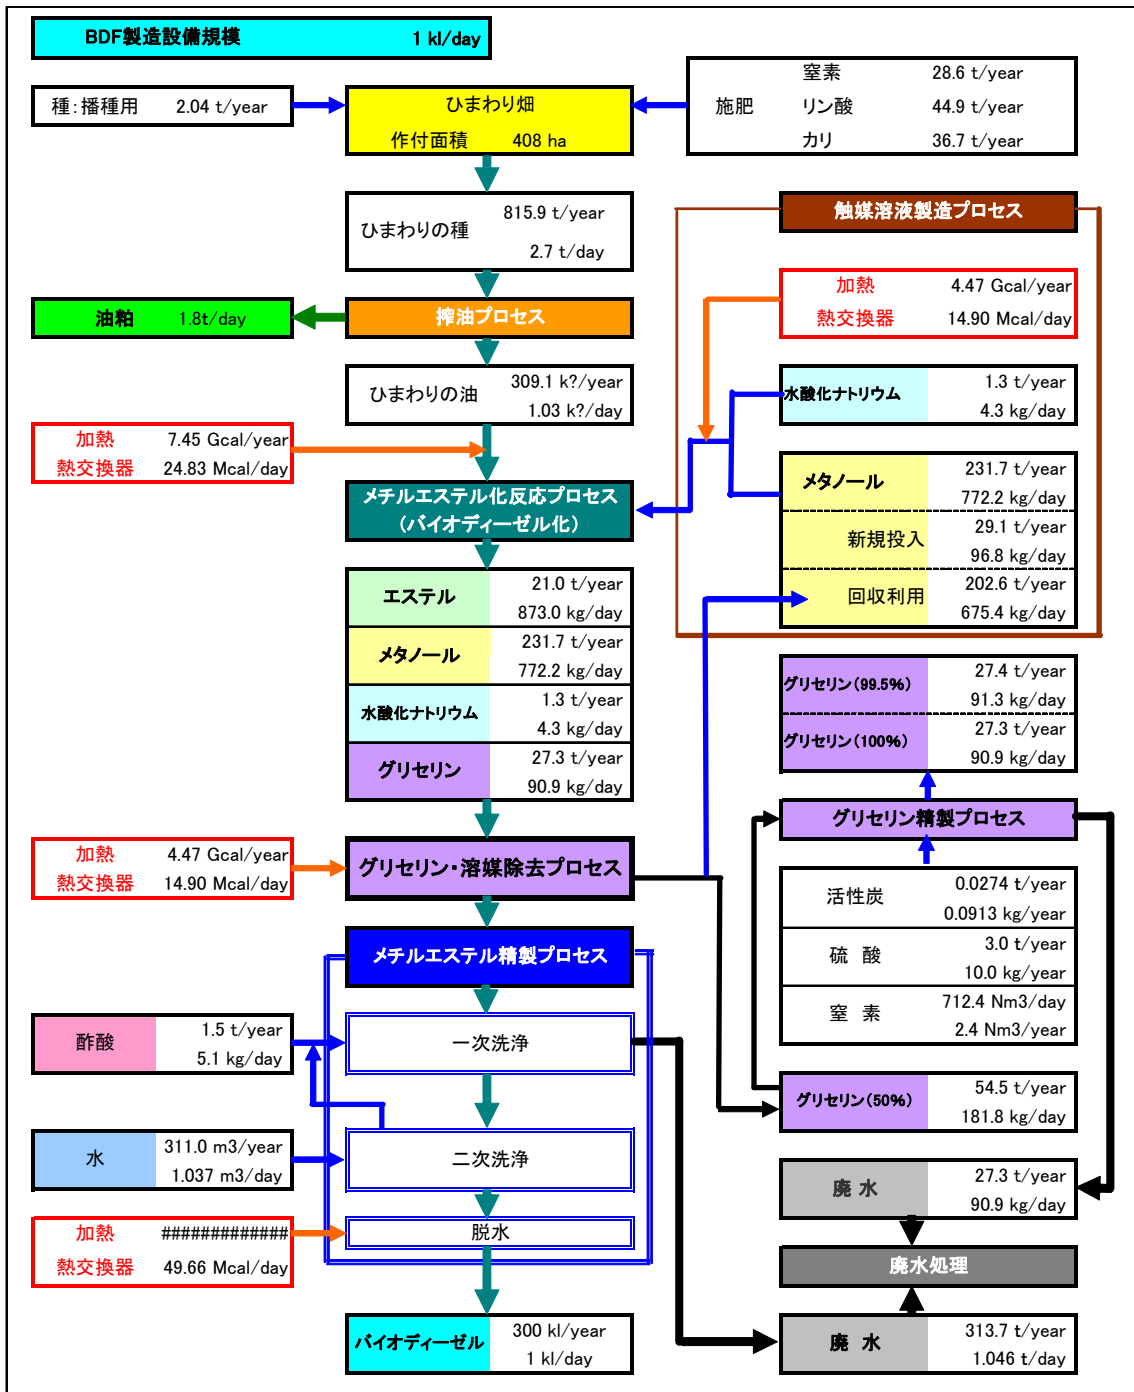 BDF製造設備規模 1 kl/day
種：播種用 2.04 t/year
ひまわり畑
作付面積 408 ha
窒素 28.6 t/year
施肥 リン酸 44.9 t/year
カリ 36.7 t/year
ひまわりの種 815.9 t/year
2.7 t/day
触媒溶液製造プロセス
加熱 4.47 Gcal/year
熱交換器 14.90 Mcal/day
油粕 1.8t/day
搾油プロセス
ひまわりの油 309.1 k?/year
1.03 k?/day
水酸化ナトリウム 1.3 t/year
4.3 kg/day
加熱 7.45 Gcal/year
熱交換器 24.83 Mcal/day
メタノール 231.7 t/year
772.2 kg/day
新規投入 29.1 t/year
96.8 kg/day
回収利用 202.6 t/year
675.4 kg/day
メチルエステル化反応プロセス
（バイオディーゼル化）
エステル 21.0 t/year
873.0 kg/day
メタノール 231.7 t/year
772.2 kg/day
水酸化ナトリウム 1.3 t/year
4.3 kg/day
グリセリン 27.3 t/year
90.9 kg/day
グリセリン（99.5%） 27.4 t/year
91.3 kg/day
グリセリン（100%） 27.3 t/year
90.9 kg/day
グリセリン精製プロセス
加熱 4.47 Gcal/year
熱交換器 14.90 Mcal/day
グリセリン・溶媒除去プロセス
活性炭 0.0274 t/year
0.0913 kg/year
硫 酸 3.0 t/year
10.0 kg/year
窒 素 712.4 Nm3/day
2.4 Nm3/year
メチルエステル精製プロセス
酢酸 1.5 t/year
5.1 kg/day
一次洗浄
グリセリン（50%） 54.5 t/year
181.8 kg/day
水 311.0 m3/year
1.037 m3/day
二次洗浄
廃 水 27.3 t/year
90.9 kg/day
加熱 #############
熱交換器 49.66 Mcal/day
脱水
廃水処理
バイオディーゼル 300 kl/year
1 kl/day
廃 水 313.7 t/year
1.046 t/day